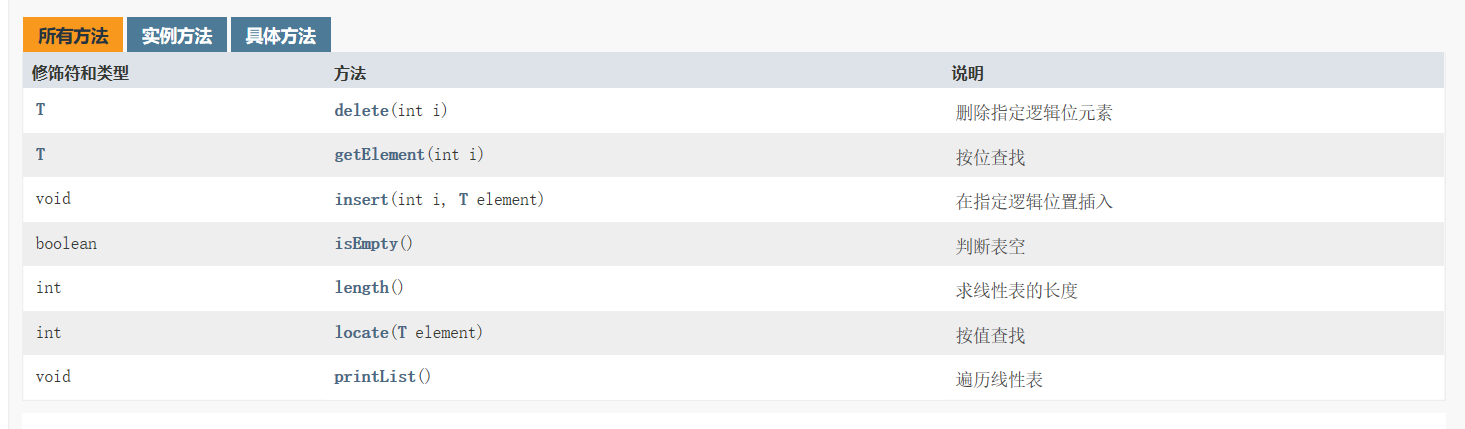 所有方法 实例方法 具体方法
修饰符和类型 方法 说明
T delete(int i) 删除指定逻辑位元素
T getElement(int i) 按位查找
void insert(int i, T element) 在指定逻辑位置插入
boolean isEmpty() 判断表空
int length() 求线性表的长度
int locate(T element) 按值查找
void printList() 遍历线性表